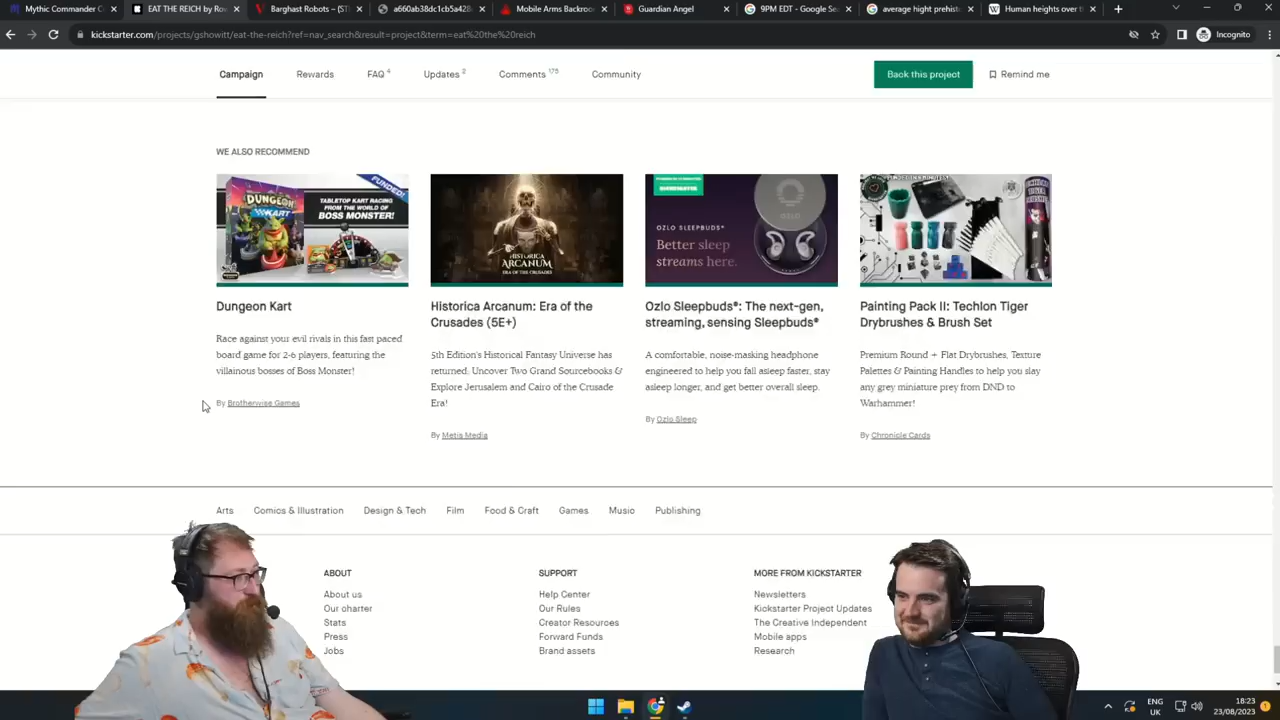 Mythic Commander C
EAT THE REICH by Ro
Barghast Robots – [ST
a660ab38dc1cb5a428
Mobile Arms Backroo
Guardian Angel
9PM EDT - Google Se
average hight prehist
Human heights over t
kickstarter.com/projects/gshowitt/eat-the-reich?ref=nav_search&result=project&term=eat%20the%20reich
Incognito
Campaign
Rewards
FAQ 4
Updates 2
Comments 175
Community
Back this project
Remind me
WE ALSO RECOMMEND
FUNDED!
DUNGEON
KART
TABLETOP KART RACING
FROM THE WORLD OF
BOSS MONSTER!
HISTORICA
ARCANUM
ERA OF THE CRUSADES
OZLO SLEEPBUDS®
Better sleep
streams here.
Dungeon Kart
Race against your evil rivals in this fast paced
board game for 2-6 players, featuring the
villainous bosses of Boss Monster!
By Brotherwise Games
Historica Arcanum: Era of the
Crusades (5E+)
5th Edition's Historical Fantasy Universe has
returned: Uncover Two Grand Sourcebooks &
Explore Jerusalem and Cairo of the Crusade
Era!
By Metis Media
Ozlo Sleepbuds®: The next-gen,
streaming, sensing Sleepbuds®
A comfortable, noise-masking headphone
engineered to help you fall asleep faster, stay
asleep longer, and get better overall sleep.
By Ozlo Sleep
Painting Pack II: Techlon Tiger
Drybrushes & Brush Set
Premium Round + Flat Drybrushes, Texture
Palettes & Painting Handles to help you slay
any grey miniature prey from DND to
Warhammer!
By Chronicle Cards
Arts
Comics & Illustration
Design & Tech
Film
Food & Craft
Games
Music
Publishing
ABOUT
About us
Our charter
Stats
Press
Jobs
SUPPORT
Help Center
Our Rules
Creator Resources
Forward Funds
Brand assets
MORE FROM KICKSTARTER
Newsletters
Kickstarter Project Updates
The Creative Independent
Mobile apps
Research
ENG
UK
18:23
23/08/2023